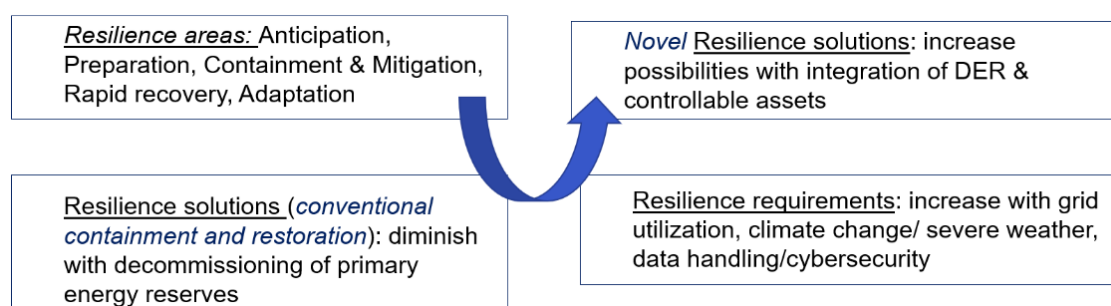 Resilience areas: Anticipation,
Preparation, Containment & Mitigation,
Rapid recovery, Adaptation
Novel Resilience solutions: increase
possibilities with integration of DER &
controllable assets
Resilience solutions (conventional
containment and restoration): diminish
with decommissioning of primary
energy reserves
Resilience requirements: increase with grid
utilization, climate change/ severe weather,
data handling/cybersecurity